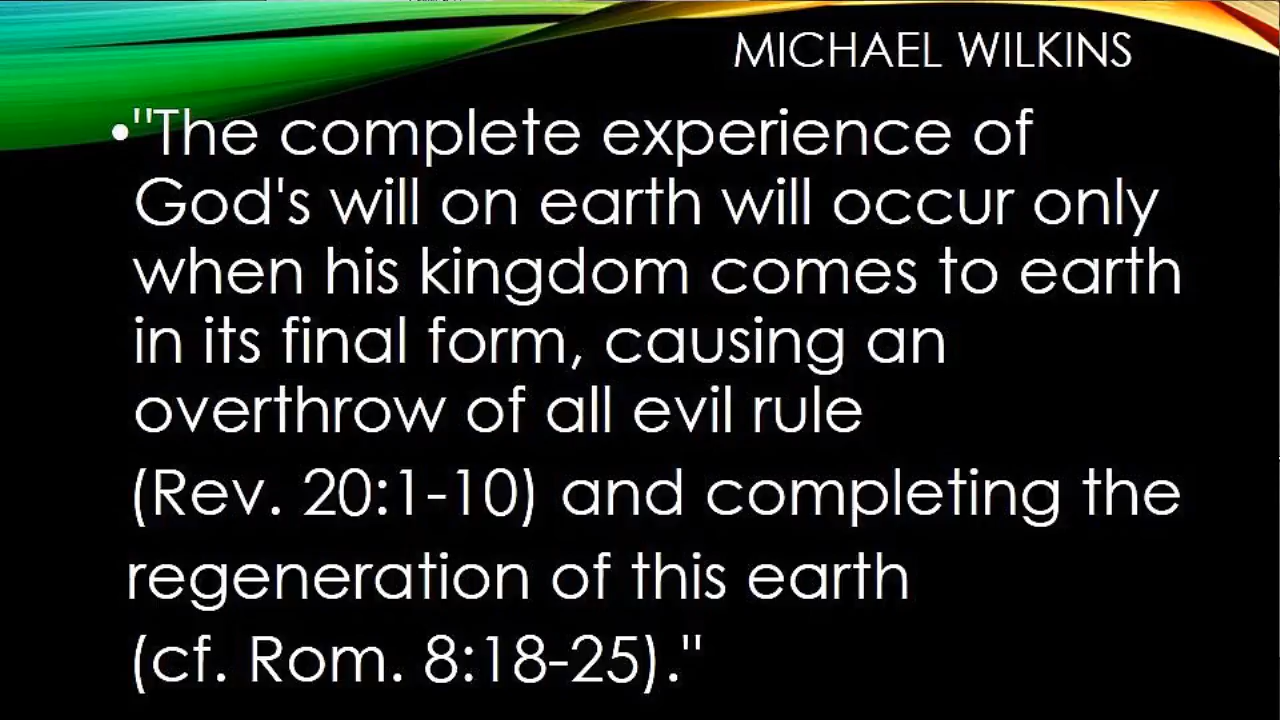 MICHAEL WILKINS
•"The complete experience of
God's will on earth will occur only
when his kingdom comes to earth
in its final form, causing an
overthrow of all evil rule
(Rev. 20:1-10) and completing the
regeneration of this earth
(cf. Rom. 8:18-25)."